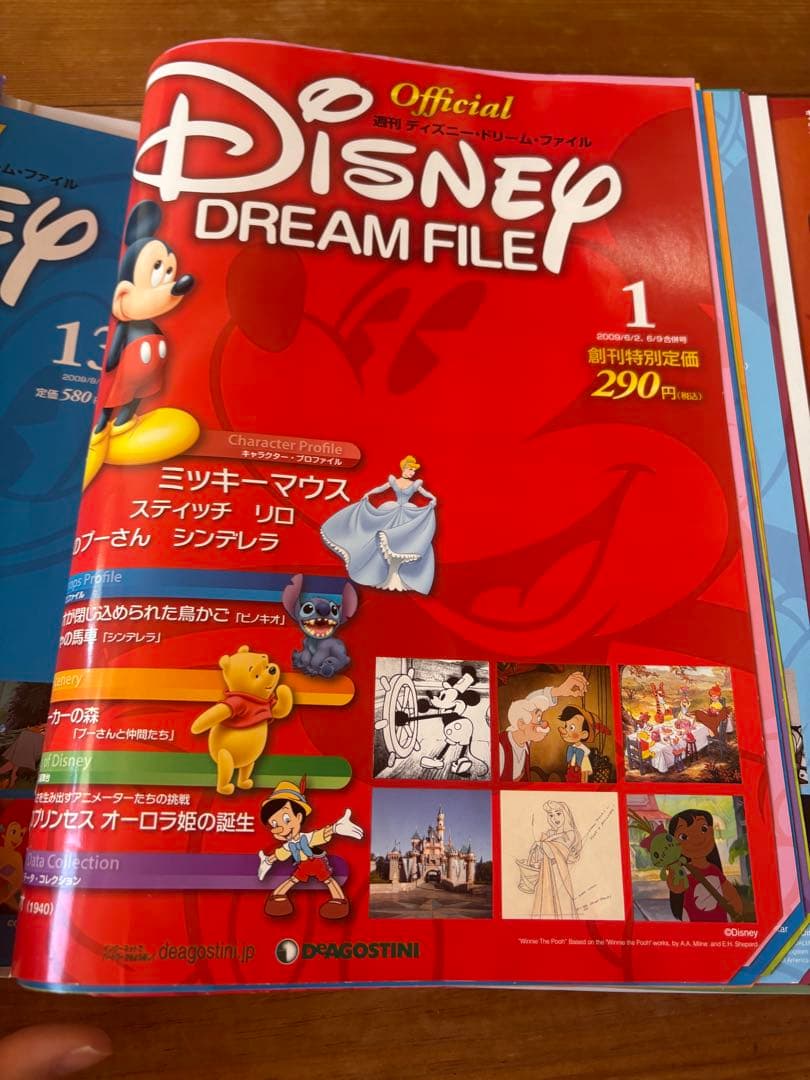 Official
週刊 ディズニー・ドリーム・ファイル
DISNEY
DREAM FILE
1
2009/6/2、6/9合併号
創刊特別定価
290円(税込)
Character Profile
キャラクター・プロファイル
ミッキーマウス
スティッチ リロ
のプーさん シンデレラ
Props Profile
ファイル
が閉じ込められた鳥かご「ピノキオ」
の馬車「シンデレラ」
Scenery
ーカーの森
「プーさんと仲間たち」
of Disney
を生み出すアニメーターたちの挑戦
プリンセス オーロラ姫の誕生
Data Collection
データ・コレクション
(1940)
deagostini.jp
DeAGOSTINI
©Disney
"Winnie The Pooh" Based on the 'Winnie the Pooh' works, by A.A. Milne and E.H. Shepard.
ーム・ファイル
EY
13
定価 580